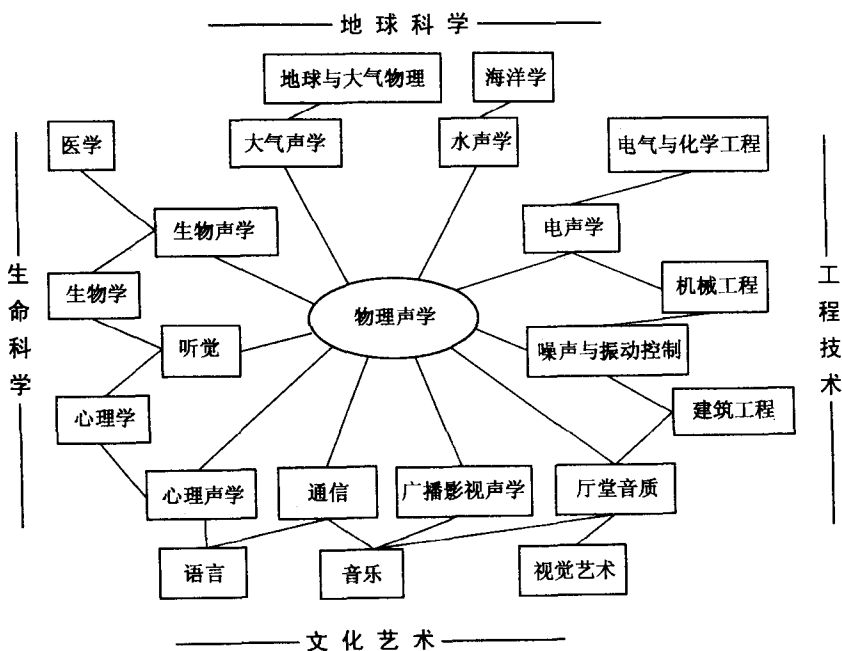 地球科学
地球与大气物理
海洋学
医学
大气声学
水声学
电气与化学工程
生物声学
电声学
生命科学
生物学
物理声学
机械工程
工程技术
听觉
噪声与振动控制
心理学
建筑工程
心理声学
通信
广播影视声学
厅堂音质
语言
音乐
视觉艺术
文化艺术